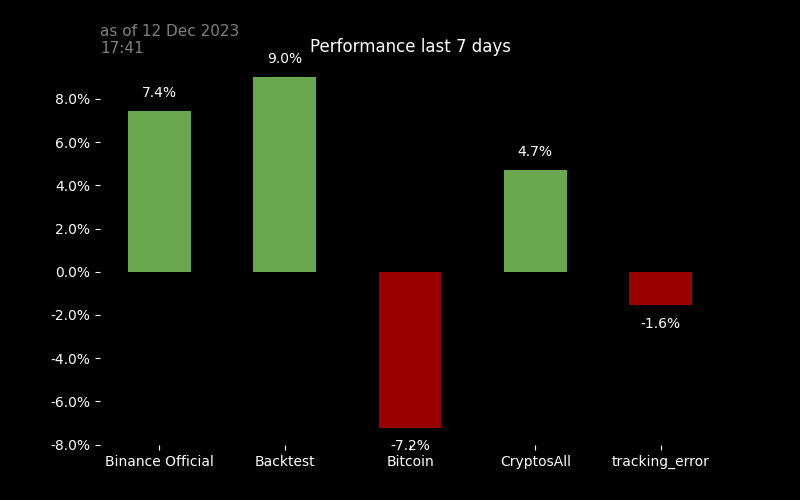 as of 12 Dec 2023
17:41
Performance last 7 days
7.4%
9.0%
-7.2%
4.7%
-1.6%
8.0%
6.0%
4.0%
2.0%
0.0%
-2.0%
-4.0%
-6.0%
-8.0%
Binance Official
Backtest
Bitcoin
CryptosAll
tracking_error